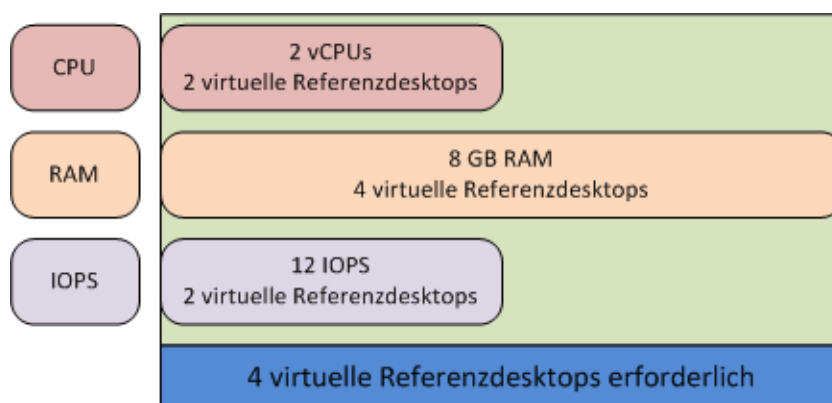 CPU
2 vCPUs
2 virtuelle Referenzdesktops
RAM
8 GB RAM
4 virtuelle Referenzdesktops
IOPS
12 IOPS
2 virtuelle Referenzdesktops
4 virtuelle Referenzdesktops erforderlich